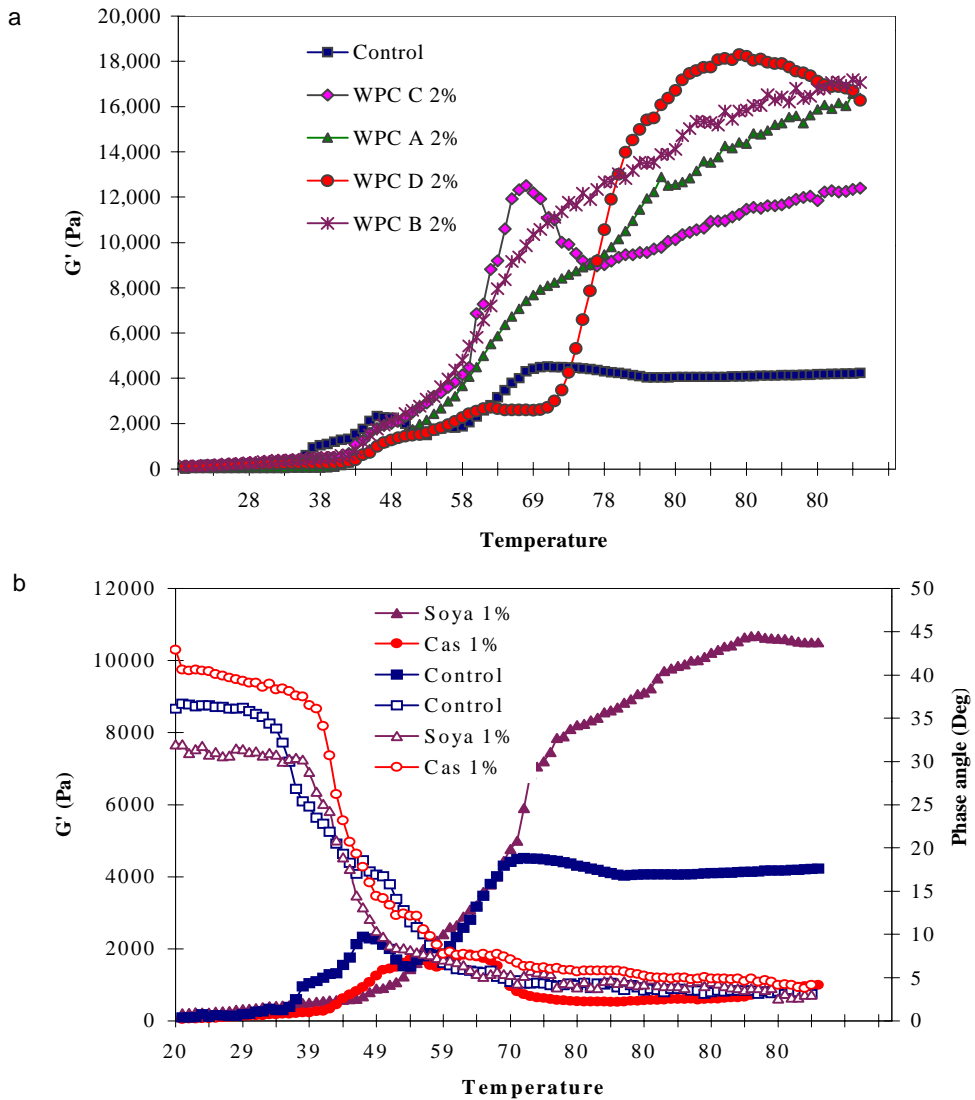 a
20,000
18,000
16,000
14,000
12,000
10,000
8,000
6,000
4,000
2,000
0
G' (Pa)
Control
WPC C 2%
WPC A 2%
WPC D 2%
WPC B 2%
28 38 48 58 69 78 80 80 80
Temperature
b
12000
10000
8000
6000
4000
2000
0
G' (Pa)
Soya 1%
Cas 1%
Control
Control
Soya 1%
Cas 1%
50
45
40
35
30
25
20
15
10
5
0
Phase angle (Deg)
20 29 39 49 59 70 80 80 80 80
Temperature